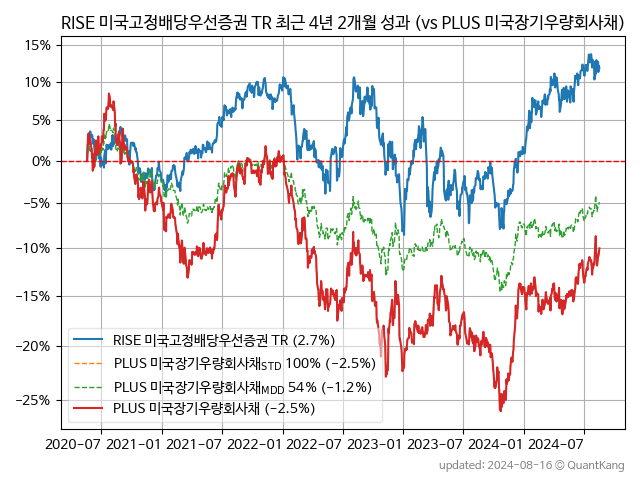 RISE 미국고정배당우선증권 TR 최근 4년 2개월 성과 (vs PLUS 미국장기우량회사채)
15%
10%
5%
0%
−5%
−10%
−15%
−20%
−25%
RISE 미국고정배당우선증권 TR (2.7%)
PLUS 미국장기우량회사채STD 100% (−2.5%)
PLUS 미국장기우량회사채MDD 54% (−1.2%)
PLUS 미국장기우량회사채 (−2.5%)
2020-07 2021-01 2021-07 2022-01 2022-07 2023-01 2023-07 2024-01 2024-07
updated: 2024-08-16 © QuantKang